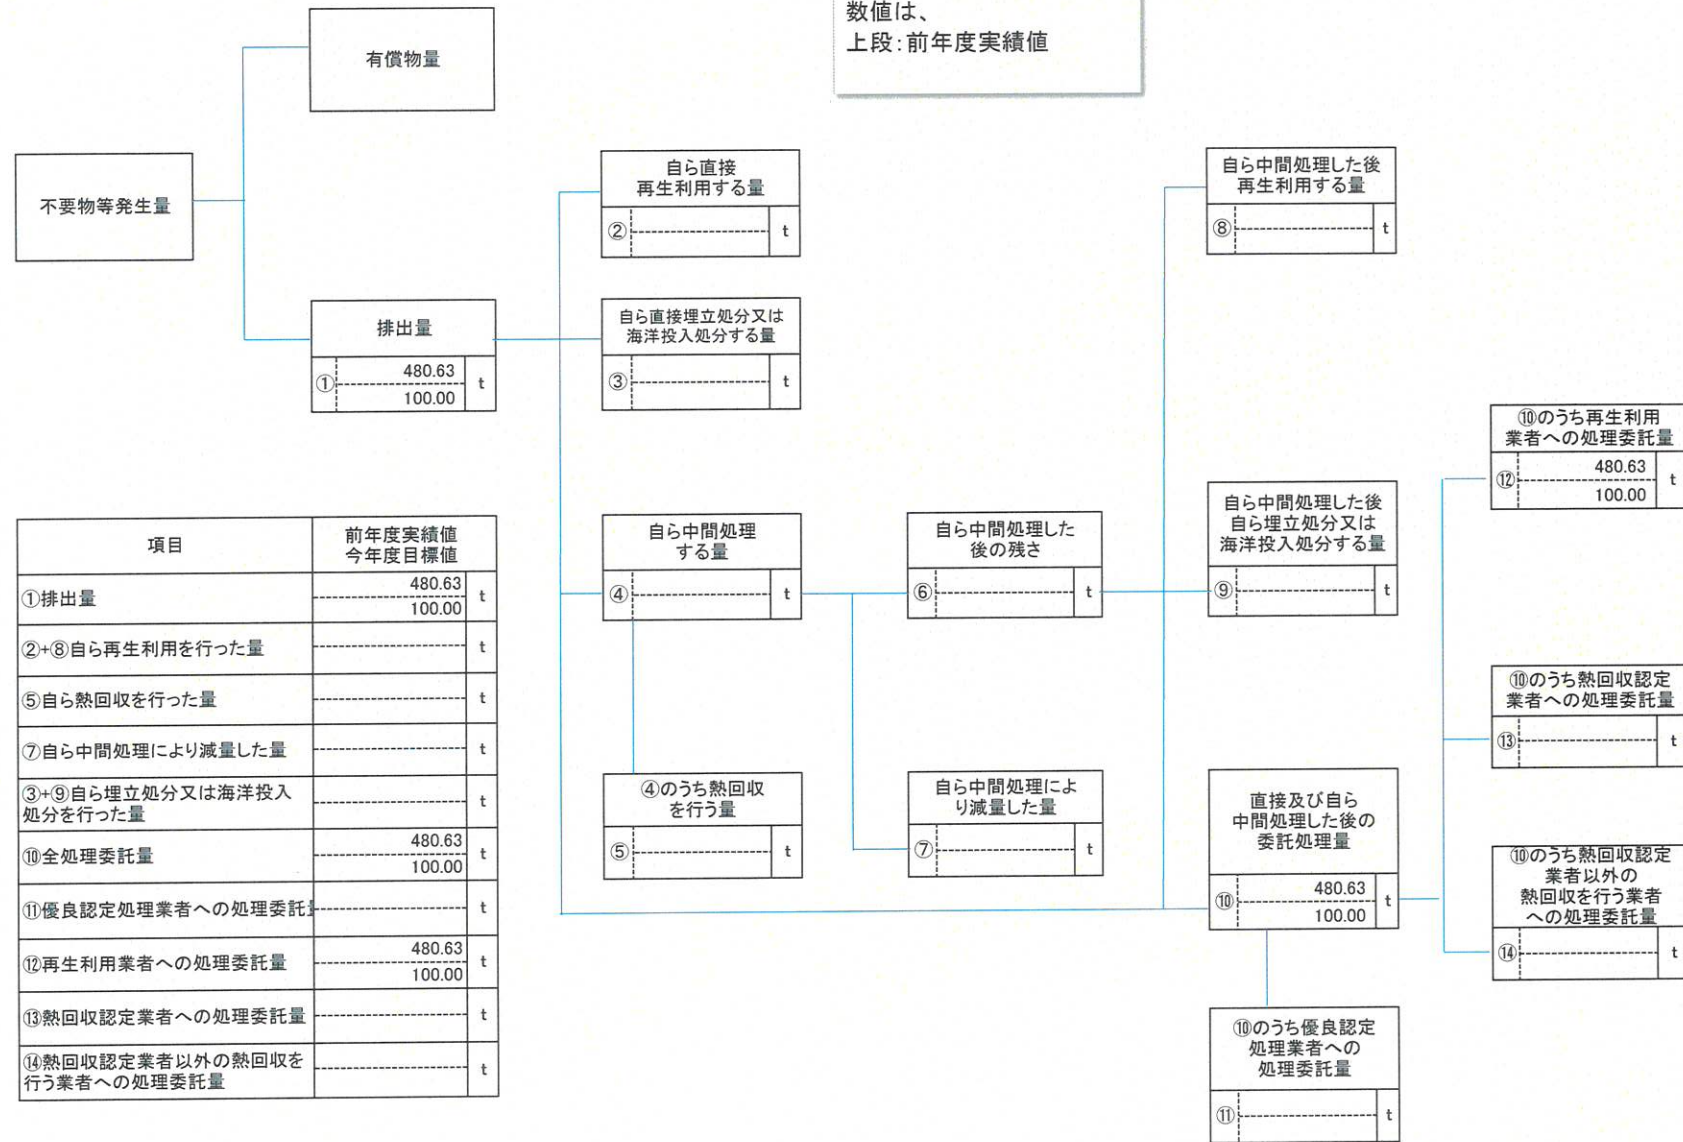 数値は、
上段：前年度実績値
有償物量
不要物等発生量
排出量
① 480.63 t
100.00
自ら直接
再生利用する量
② t
自ら直接埋立処分又は
海洋投入処分する量
③ t
自ら中間処理
する量
④ t
④のうち熱回収
を行う量
⑤ t
自ら中間処理した
後の残さ
⑥ t
自ら中間処理によ
り減量した量
⑦ t
自ら中間処理した後
再生利用する量
⑧ t
自ら中間処理した後
自ら埋立処分又は
海洋投入処分する量
⑨ t
直接及び自ら
中間処理した後の
委託処理量
⑩ 480.63 t
100.00
⑩のうち優良認定
処理業者への
処理委託量
⑪ t
⑩のうち再生利用
業者への処理委託量
⑫ 480.63 t
100.00
⑩のうち熱回収認定
業者への処理委託量
⑬ t
⑩のうち熱回収認定
業者以外の
熱回収を行う業者
への処理委託量
⑭ t
項目 前年度実績値
今年度目標値
①排出量 480.63 t
100.00
②+⑧自ら再生利用を行った量 t
⑤自ら熱回収を行った量 t
⑦自ら中間処理により減量した量 t
③+⑨自ら埋立処分又は海洋投入
処分を行った量 t
⑩全処理委託量 480.63 t
100.00
⑪優良認定処理業者への処理委託 t
⑫再生利用業者への処理委託量 480.63 t
100.00
⑬熱回収認定業者への処理委託量 t
⑭熱回収認定業者以外の熱回収を
行う業者への処理委託量 t